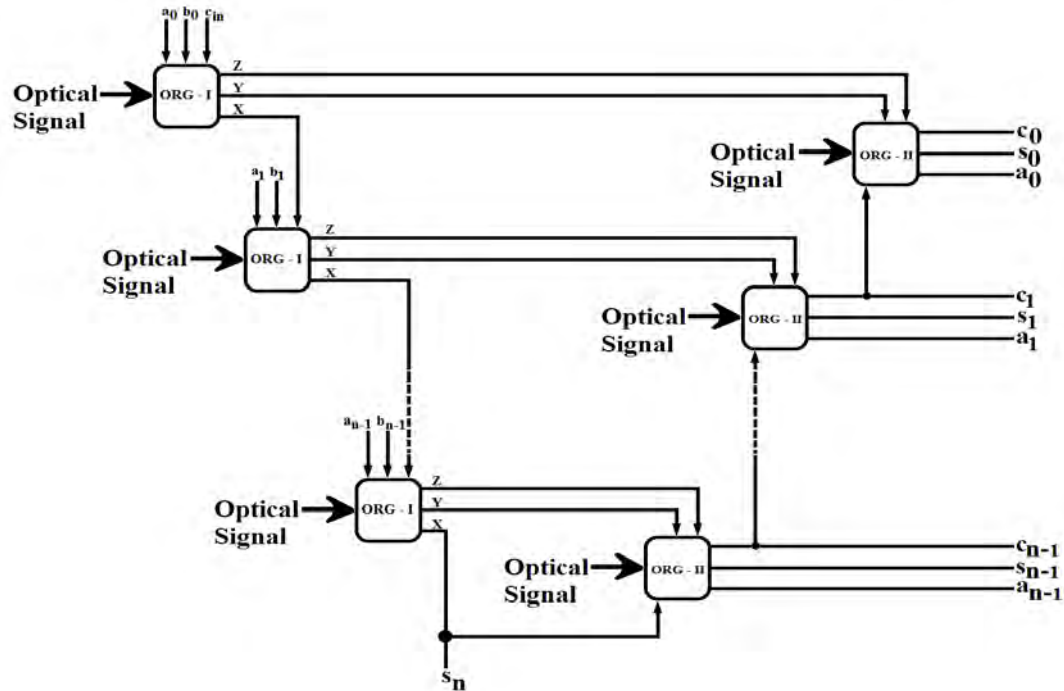 a0 b0 cin
Optical Signal
ORG - I
Z
Y
X
Optical Signal
ORG - II
c0
s0
a0
a1 b1
Optical Signal
ORG - I
Z
Y
X
Optical Signal
ORG - II
c1
s1
a1
an-1 bn-1
Optical Signal
ORG - I
Z
Y
X
Optical Signal
ORG - II
cn-1
sn-1
an-1
sn